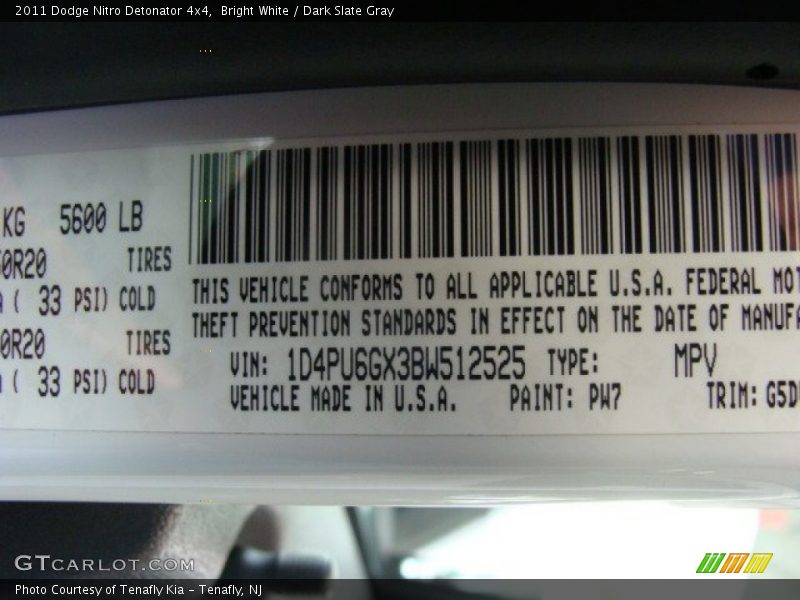 2011 Dodge Nitro Detonator 4x4,  Bright White / Dark Slate Gray
KG 5600 LB
0R20 TIRES
( 33 PSI) COLD
0R20 TIRES
( 33 PSI) COLD
THIS VEHICLE CONFORMS TO ALL APPLICABLE U.S.A. FEDERAL MOT
THEFT PREVENTION STANDARDS IN EFFECT ON THE DATE OF MANUFA
VIN: 1D4PU6GX3BW512525 TYPE: MPV
VEHICLE MADE IN U.S.A. PAINT: PW7 TRIM: G5D
GTCARLOT.COM
Photo Courtesy of Tenafly Kia - Tenafly, NJ